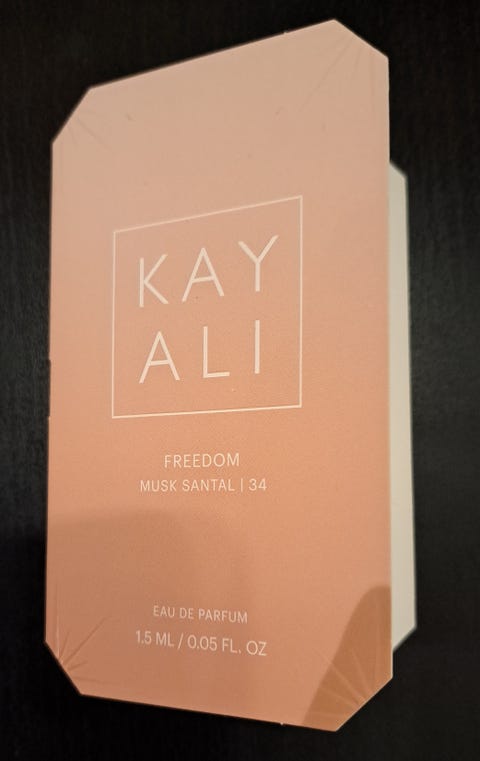 KAY
ALI
FREEDOM
MUSK SANTAL | 34
EAU DE PARFUM
1.5 ML / 0.05 FL. OZ